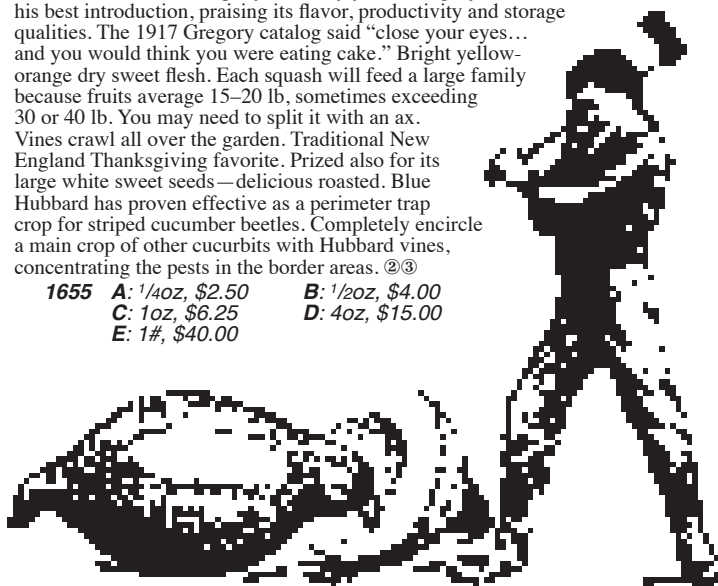 his best introduction, praising its flavor, productivity and storage
qualities. The 1917 Gregory catalog said “close your eyes…
and you would think you were eating cake.” Bright yellow-
orange dry sweet flesh. Each squash will feed a large family
because fruits average 15–20 lb, sometimes exceeding
30 or 40 lb. You may need to split it with an ax.
Vines crawl all over the garden. Traditional New
England Thanksgiving favorite. Prized also for its
large white sweet seeds—delicious roasted. Blue
Hubbard has proven effective as a perimeter trap
crop for striped cucumber beetles. Completely encircle
a main crop of other cucurbits with Hubbard vines,
concentrating the pests in the border areas. ②③
1655 A: 1/4oz, $2.50 B: 1/2oz, $4.00
C: 1oz, $6.25 D: 4oz, $15.00
E: 1#, $40.00